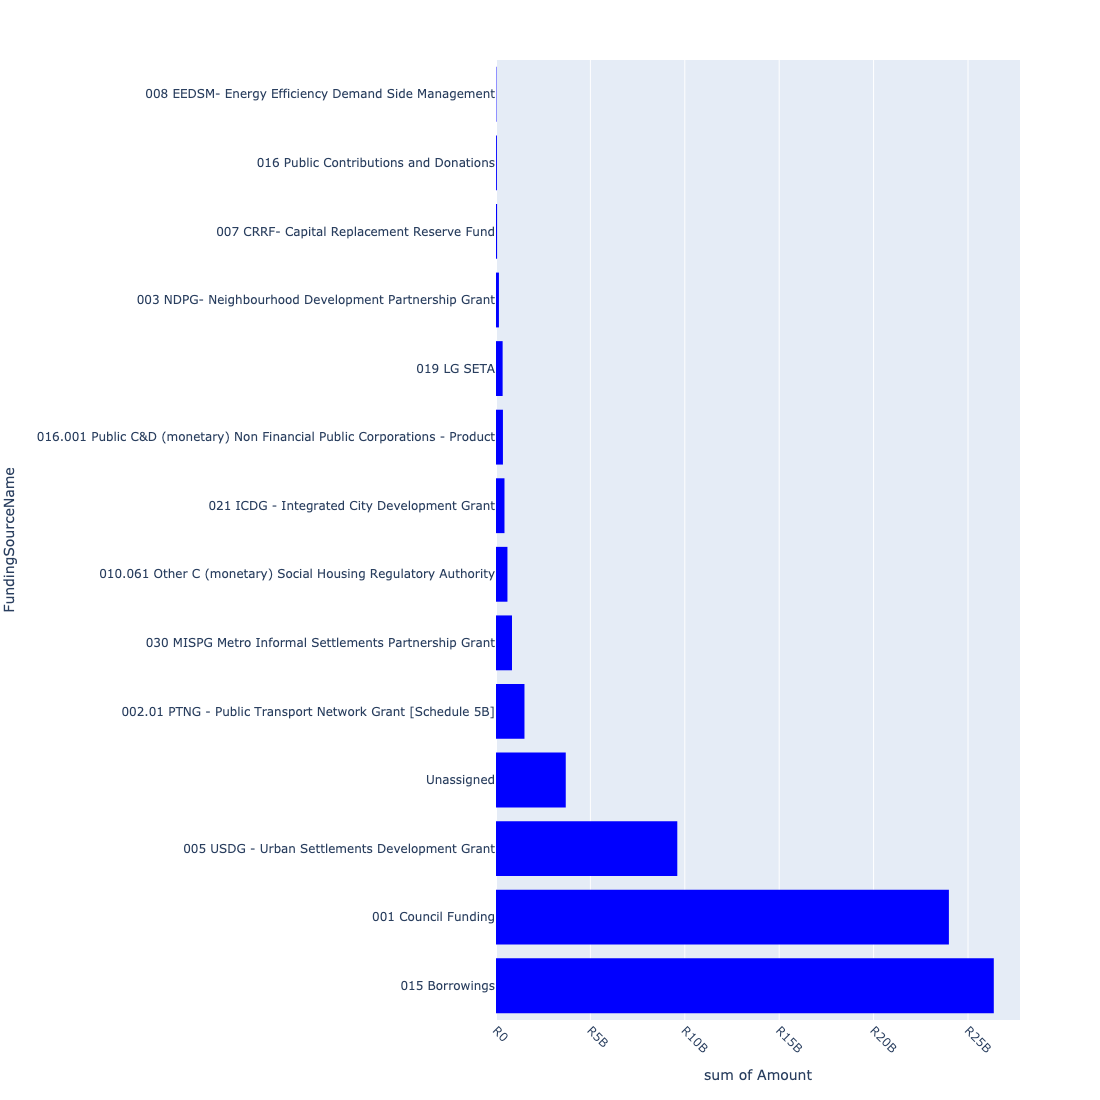 008 EEDSM- Energy Efficiency Demand Side Management
016 Public Contributions and Donations
007 CRRF- Capital Replacement Reserve Fund
003 NDPG- Neighbourhood Development Partnership Grant
019 LG SETA
016.001 Public C&D (monetary) Non Financial Public Corporations - Product
021 ICDG - Integrated City Development Grant
010.061 Other C (monetary) Social Housing Regulatory Authority
030 MISPG Metro Informal Settlements Partnership Grant
002.01 PTNG - Public Transport Network Grant [Schedule 5B]
Unassigned
005 USDG - Urban Settlements Development Grant
001 Council Funding
015 Borrowings
FundingSourceName
R0
R5B
R10B
R15B
R20B
R25B
sum of Amount